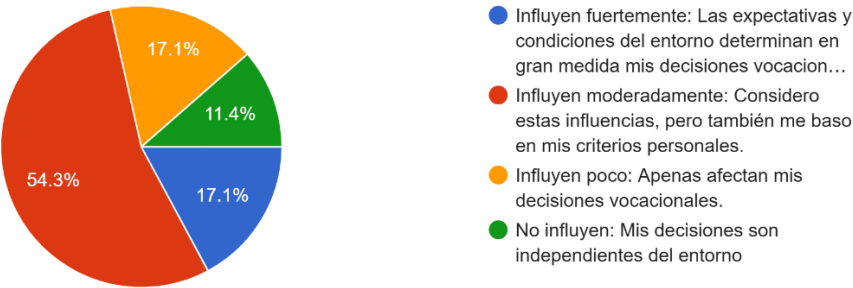 17.1%
11.4%
54.3%
17.1%
Influyen fuertemente: Las expectativas y
condiciones del entorno determinan en
gran medida mis decisiones vocacion…
Influyen moderadamente: Considero
estas influencias, pero también me baso
en mis criterios personales.
Influyen poco: Apenas afectan mis
decisiones vocacionales.
No influyen: Mis decisiones son
independientes del entorno